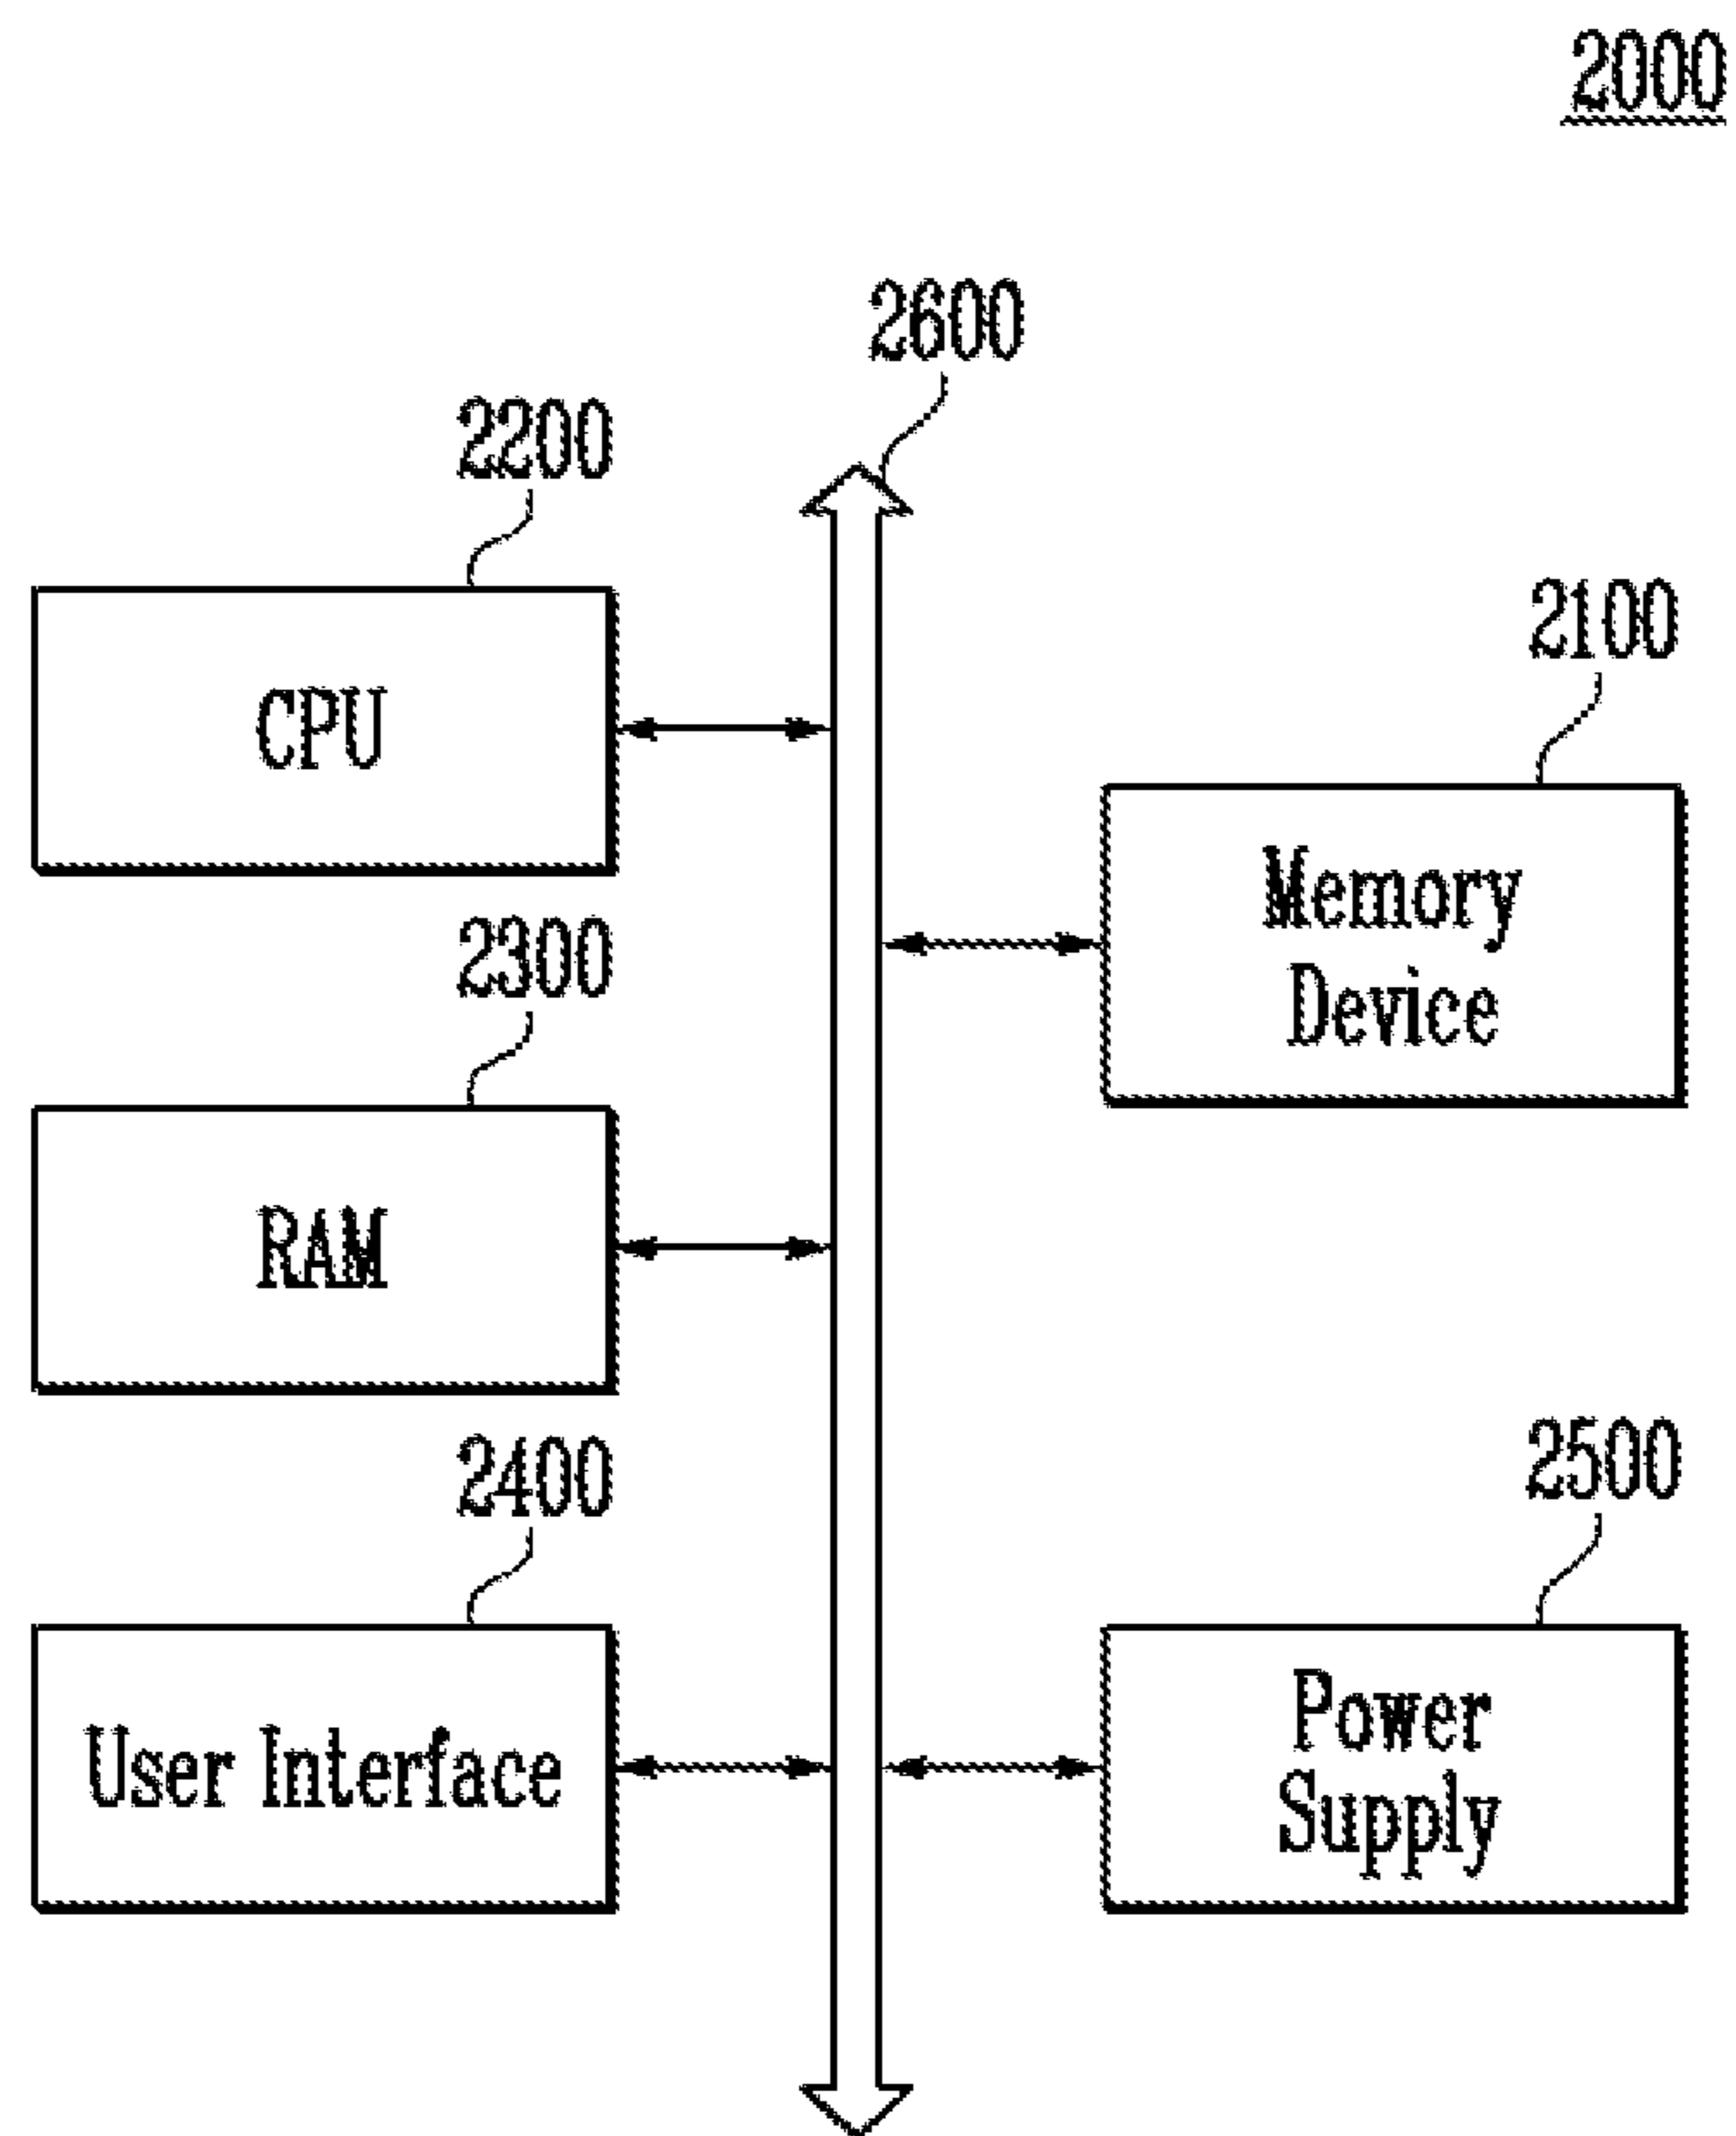 2000
2600
2200
CPU
2100
Memory
Device
2300
RAM
2400
User Interface
2500
Power
Supply